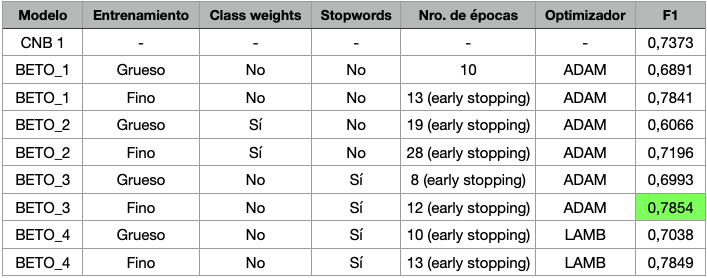 Modelo Entrenamiento Class weights Stopwords Nro. de épocas Optimizador F1
CNB 1 - - - - - 0,7373
BETO_1 Grueso No No 10 ADAM 0,6891
BETO_1 Fino No No 13 (early stopping) ADAM 0,7841
BETO_2 Grueso Sí No 19 (early stopping) ADAM 0,6066
BETO_2 Fino Sí No 28 (early stopping) ADAM 0,7196
BETO_3 Grueso No Sí 8 (early stopping) ADAM 0,6993
BETO_3 Fino No Sí 12 (early stopping) ADAM 0,7854
BETO_4 Grueso No Sí 10 (early stopping) LAMB 0,7038
BETO_4 Fino No Sí 13 (early stopping) LAMB 0,7849